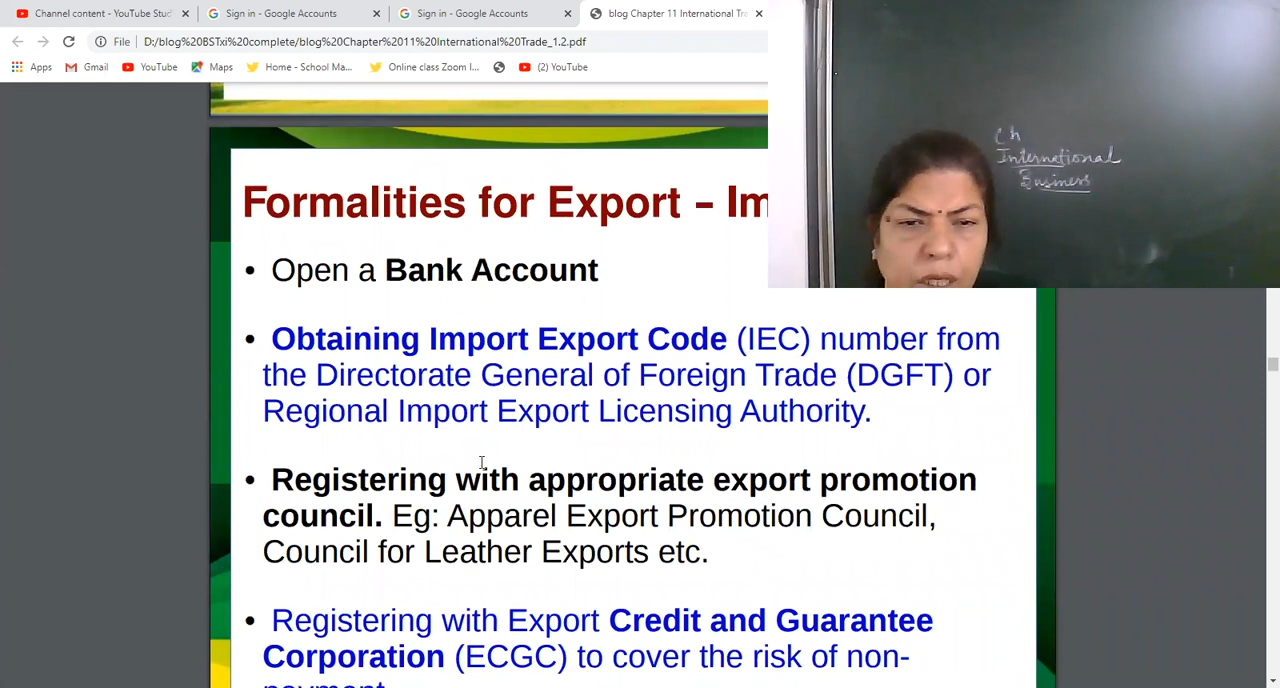 Channel content - YouTube Stud
Sign in - Google Accounts
Sign in - Google Accounts
blog Chapter 11 International Tra
File
D:/blog%20BSTxi%20complete/blog%20Chapter%2011%20International%20Trade_1.2.pdf
Apps
Gmail
YouTube
Maps
Home - School Ma...
Online class Zoom l...
(2) YouTube
Ch
International
Business
Formalities for Export – Im
• Open a Bank Account
• Obtaining Import Export Code (IEC) number from
the Directorate General of Foreign Trade (DGFT) or
Regional Import Export Licensing Authority.
• Registering with appropriate export promotion
council. Eg: Apparel Export Promotion Council,
Council for Leather Exports etc.
• Registering with Export Credit and Guarantee
Corporation (ECGC) to cover the risk of non-
payment